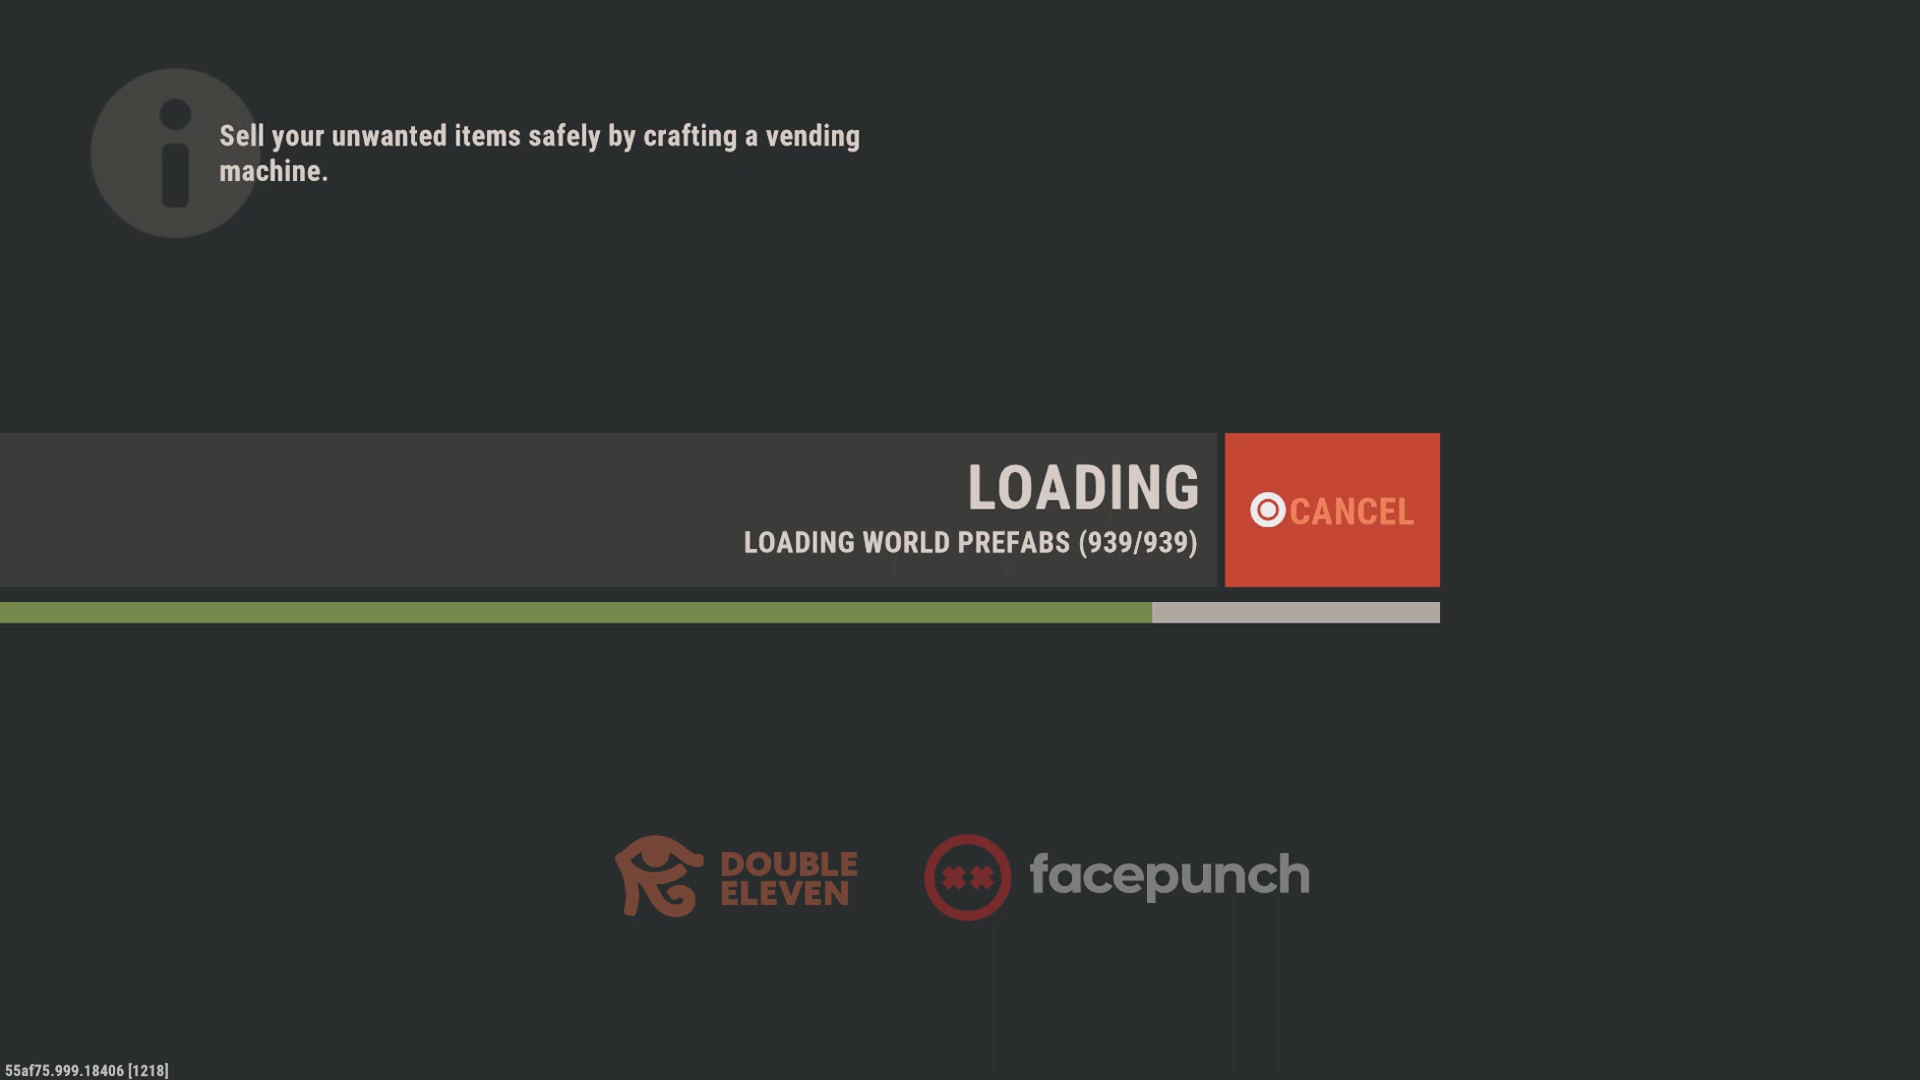 Sell your unwanted items safely by crafting a vending
machine.
LOADING
LOADING WORLD PREFABS (939/939)
CANCEL
DOUBLE
ELEVEN
facepunch
55af75.999.18406 [1218]